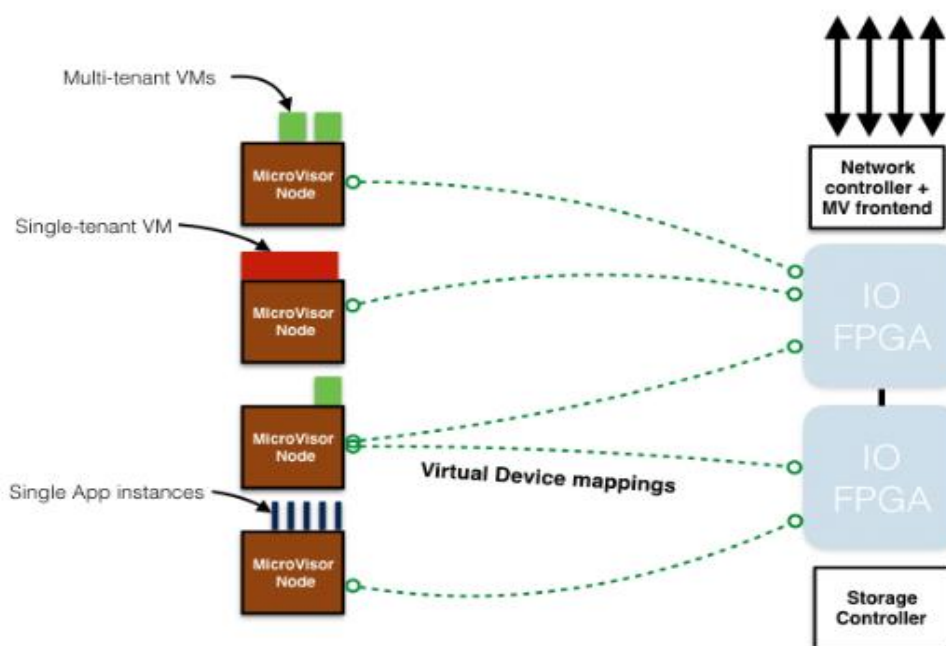 Multi-tenant VMs
MicroVisor
Node
Single-tenant VM
MicroVisor
Node
MicroVisor
Node
Single App instances
MicroVisor
Node
Virtual Device mappings
Network
controller +
MV frontend
IO
FPGA
IO
FPGA
Storage
Controller